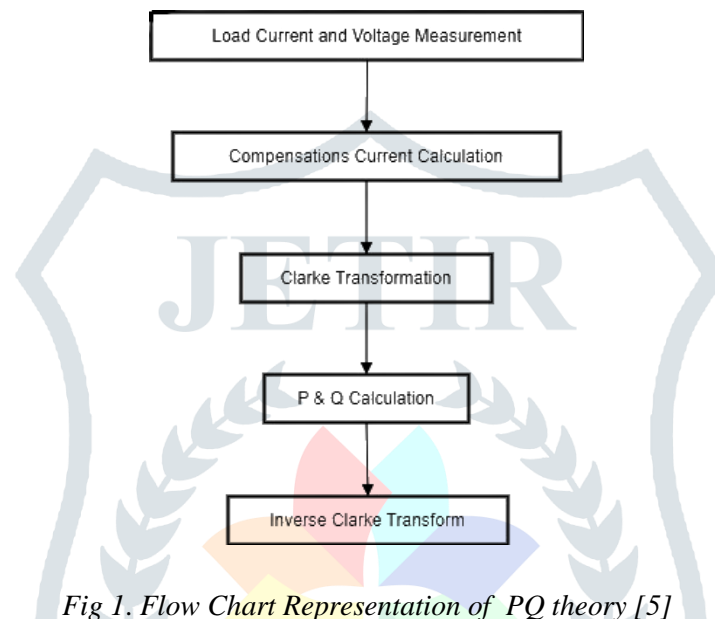 Load Current and Voltage Measurement
Compensations Current Calculation
JETIR
Clarke Transformation
P & Q Calculation
Inverse Clarke Transform
Fig 1. Flow Chart Representation of PQ theory [5]